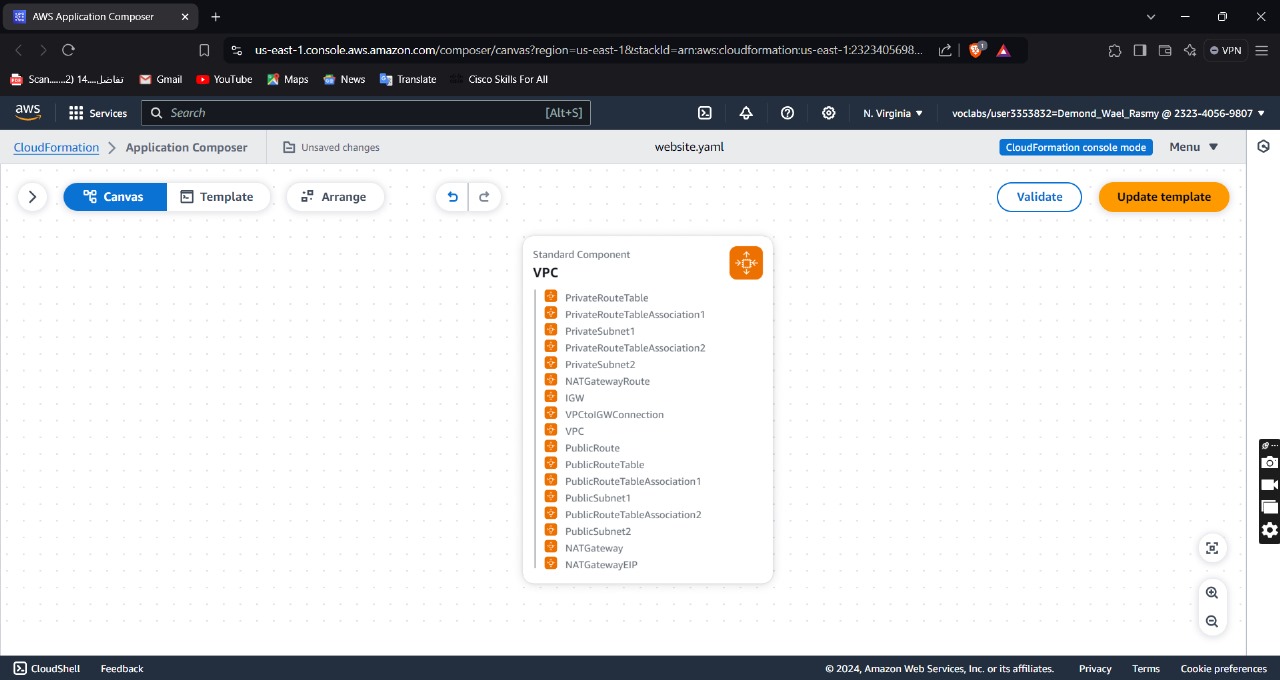 AWS Application Composer
us-east-1.console.aws.amazon.com/composer/canvas?region=us-east-1&stackId=arn:aws:cloudformation:us-east-1:2323405698...
VPN
Scan.......2) 14....تفاضل
Gmail
YouTube
Maps
News
Translate
Cisco Skills For All
aws
Services
Search
[Alt+S]
N. Virginia
voclabs/user3353832=Demond_Wael_Rasmy @ 2323-4056-9807
CloudFormation
Application Composer
Unsaved changes
website.yaml
CloudFormation console mode
Menu
Canvas
Template
Arrange
Validate
Update template
Standard Component
VPC
PrivateRouteTable
PrivateRouteTableAssociation1
PrivateSubnet1
PrivateRouteTableAssociation2
PrivateSubnet2
NATGatewayRoute
IGW
VPCtoIGWConnection
VPC
PublicRoute
PublicRouteTable
PublicRouteTableAssociation1
PublicSubnet1
PublicRouteTableAssociation2
PublicSubnet2
NATGateway
NATGatewayEIP
CloudShell
Feedback
© 2024, Amazon Web Services, Inc. or its affiliates.
Privacy
Terms
Cookie preferences